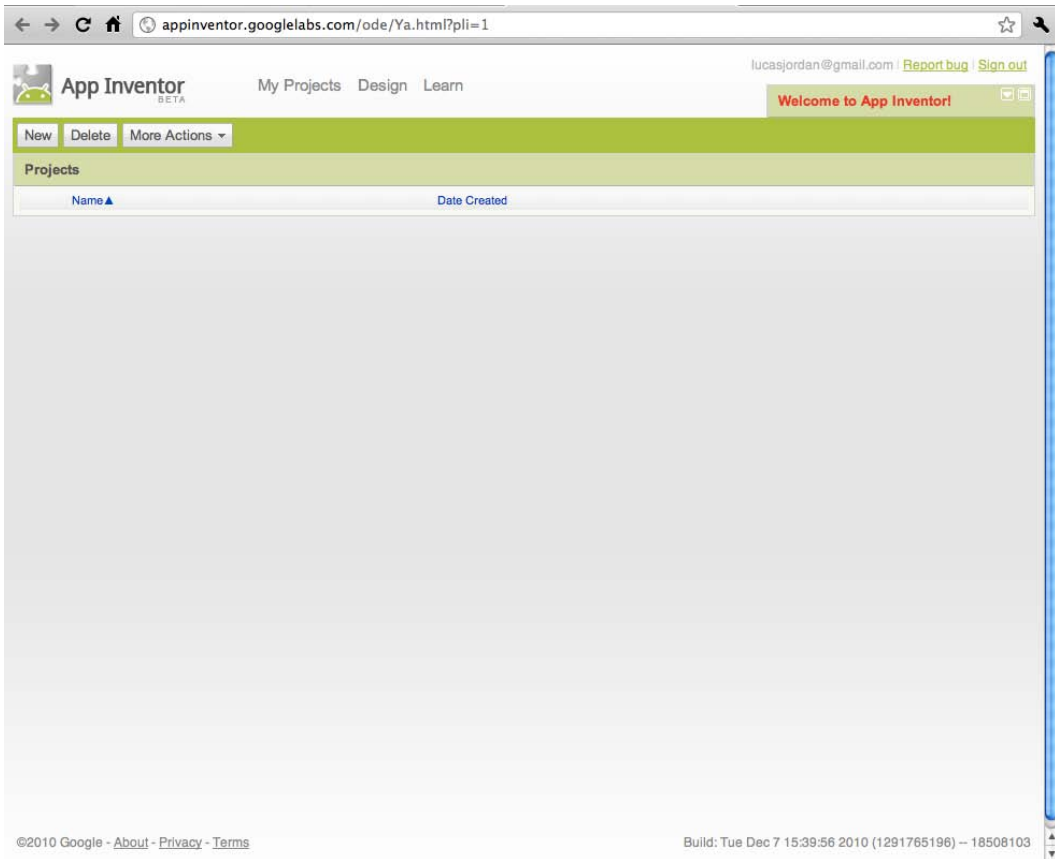 appinventor.googlelabs.com/ode/Ya.html?pli=1
lucasjordan@gmail.com | Report bug | Sign out
App Inventor
BETA
My Projects Design Learn
Welcome to App Inventor!
New Delete More Actions
Projects
Name Date Created
©2010 Google - About - Privacy - Terms
Build: Tue Dec 7 15:39:56 2010 (1291765196) -- 18508103